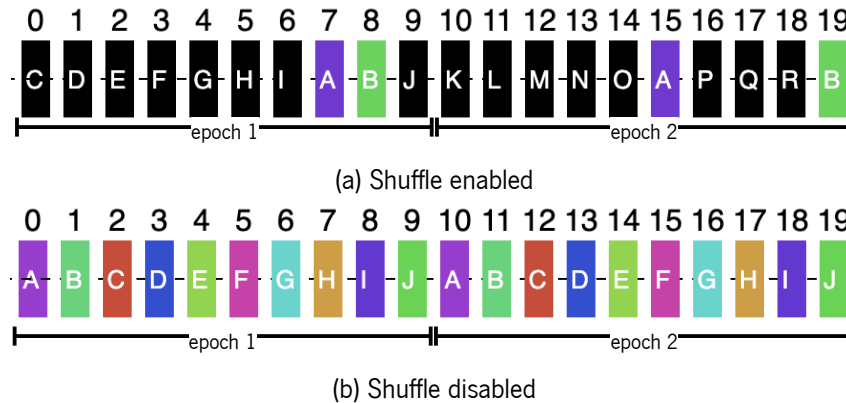 0 1 2 3 4 5 6 7 8 9 10 11 12 13 14 15 16 17 18 19
C D E F G H I A B J K L M N O A P Q R B
epoch 1 epoch 2
(a) Shuffle enabled
0 1 2 3 4 5 6 7 8 9 10 11 12 13 14 15 16 17 18 19
A B C D E F G H I J A B C D E F G H I J
epoch 1 epoch 2
(b) Shuffle disabled